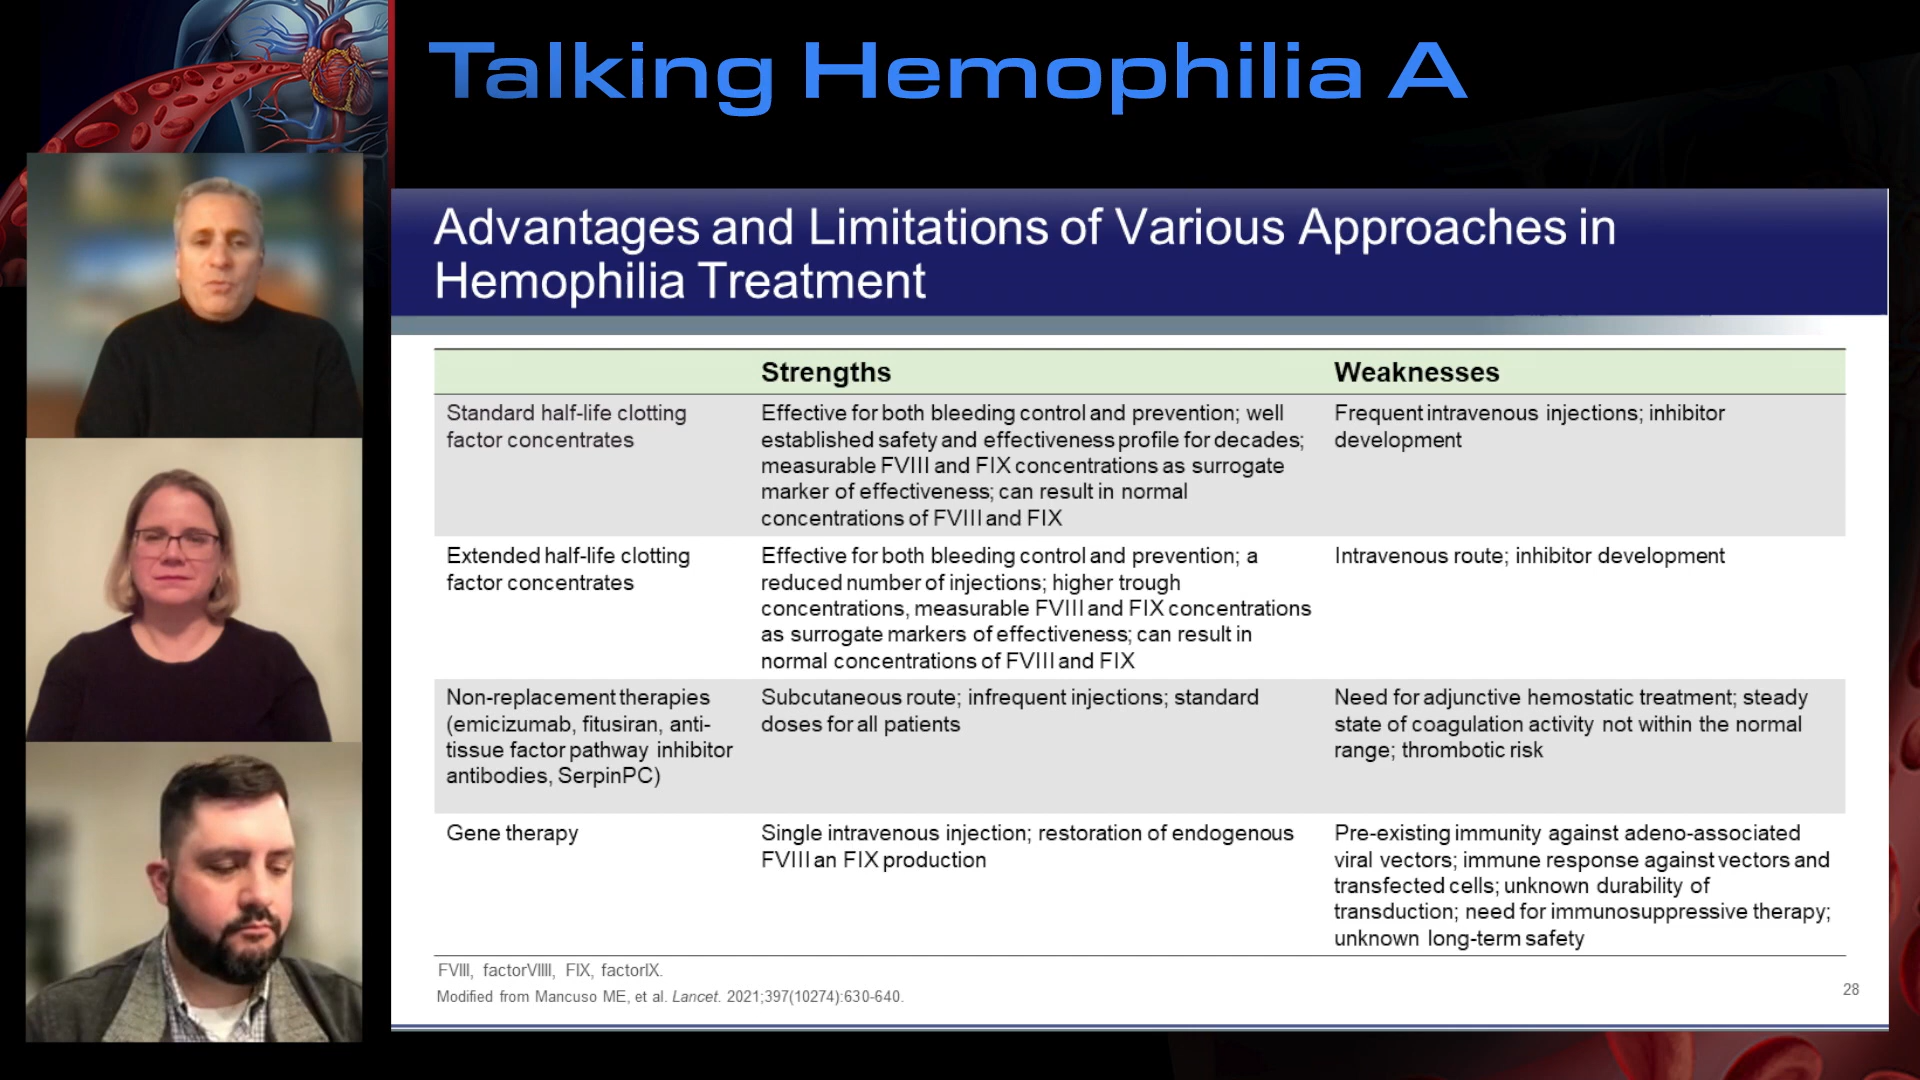 Talking Hemophilia A
Advantages and Limitations of Various Approaches in
Hemophilia Treatment
Strengths
Weaknesses
Standard half-life clotting
factor concentrates
Effective for both bleeding control and prevention; well
established safety and effectiveness profile for decades;
measurable FVIII and FIX concentrations as surrogate
marker of effectiveness; can result in normal
concentrations of FVIII and FIX
Frequent intravenous injections; inhibitor
development
Extended half-life clotting
factor concentrates
Effective for both bleeding control and prevention; a
reduced number of injections; higher trough
concentrations, measurable FVIII and FIX concentrations
as surrogate markers of effectiveness; can result in
normal concentrations of FVIII and FIX
Intravenous route; inhibitor development
Non-replacement therapies
(emicizumab, fitusiran, anti-
tissue factor pathway inhibitor
antibodies, SerpinPC)
Subcutaneous route; infrequent injections; standard
doses for all patients
Need for adjunctive hemostatic treatment; steady
state of coagulation activity not within the normal
range; thrombotic risk
Gene therapy
Single intravenous injection; restoration of endogenous
FVIII an FIX production
Pre-existing immunity against adeno-associated
viral vectors; immune response against vectors and
transfected cells; unknown durability of
transduction; need for immunosuppressive therapy;
unknown long-term safety
FVIII, factorVIIII, FIX, factorIX.
Modified from Mancuso ME, et al. Lancet. 2021;397(10274):630-640.
28